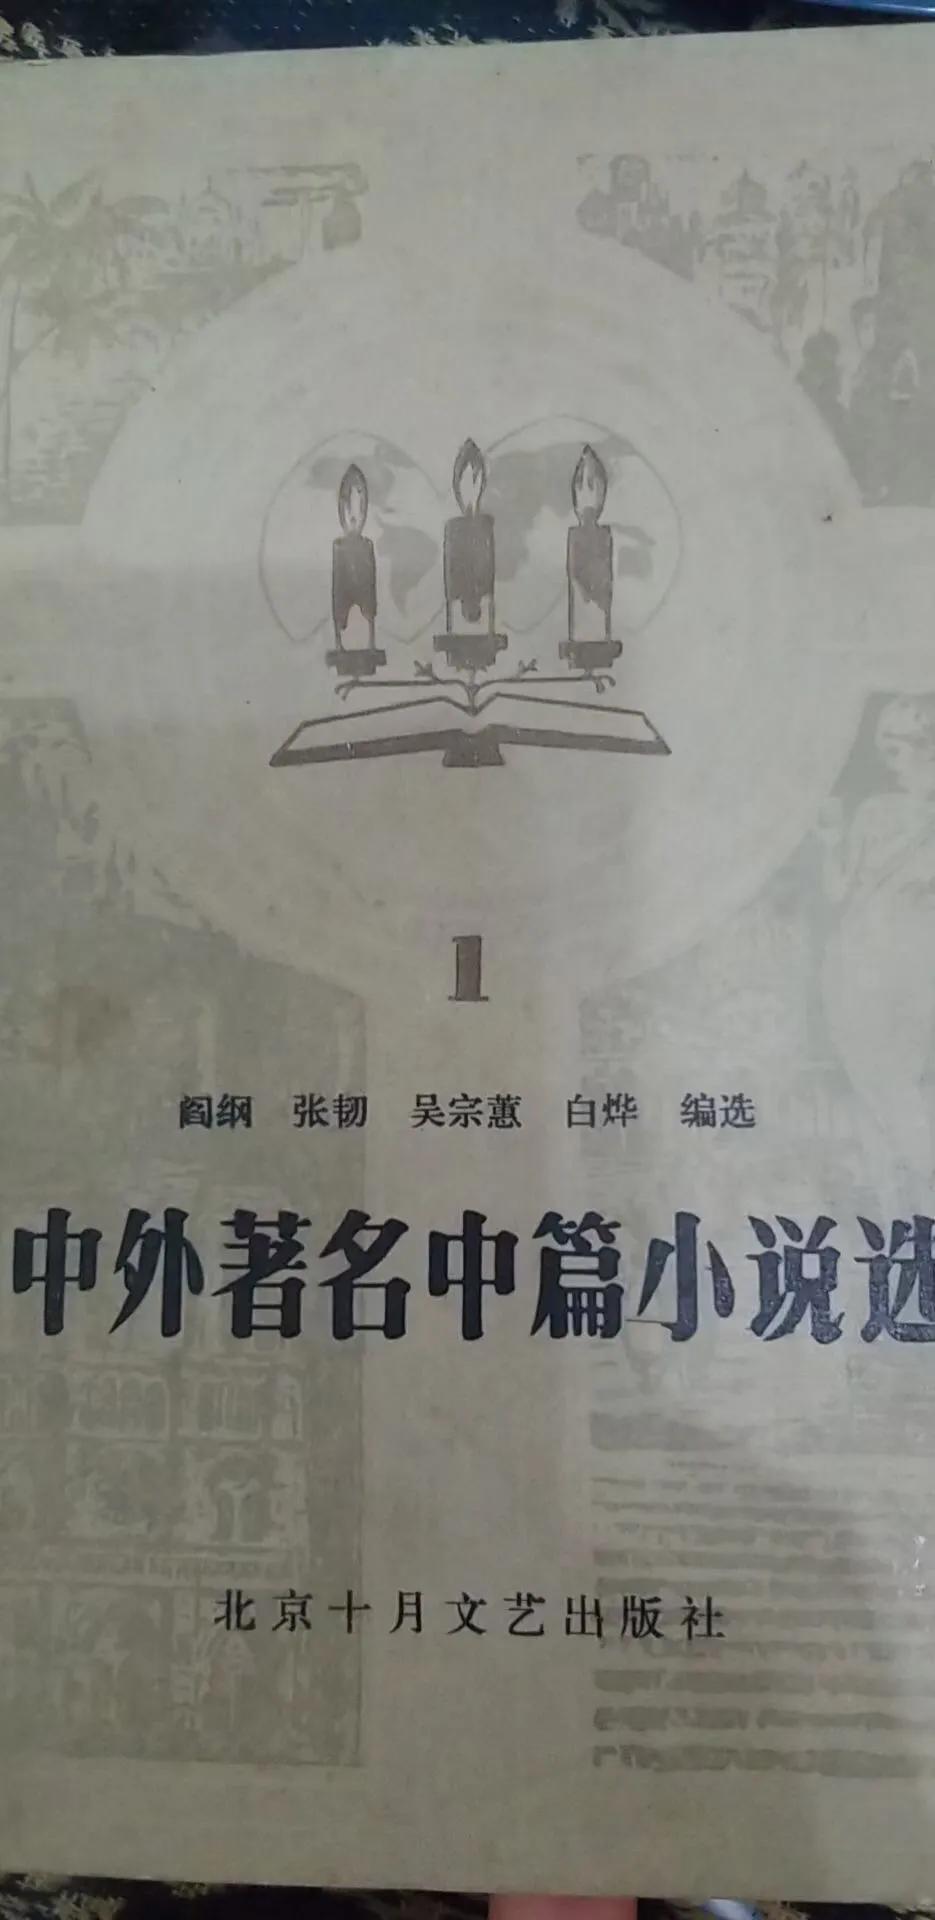 1
阎纲 张韧 吴宗蕙 白烨 编选
中外著名中篇小说选
北京十月文艺出版社